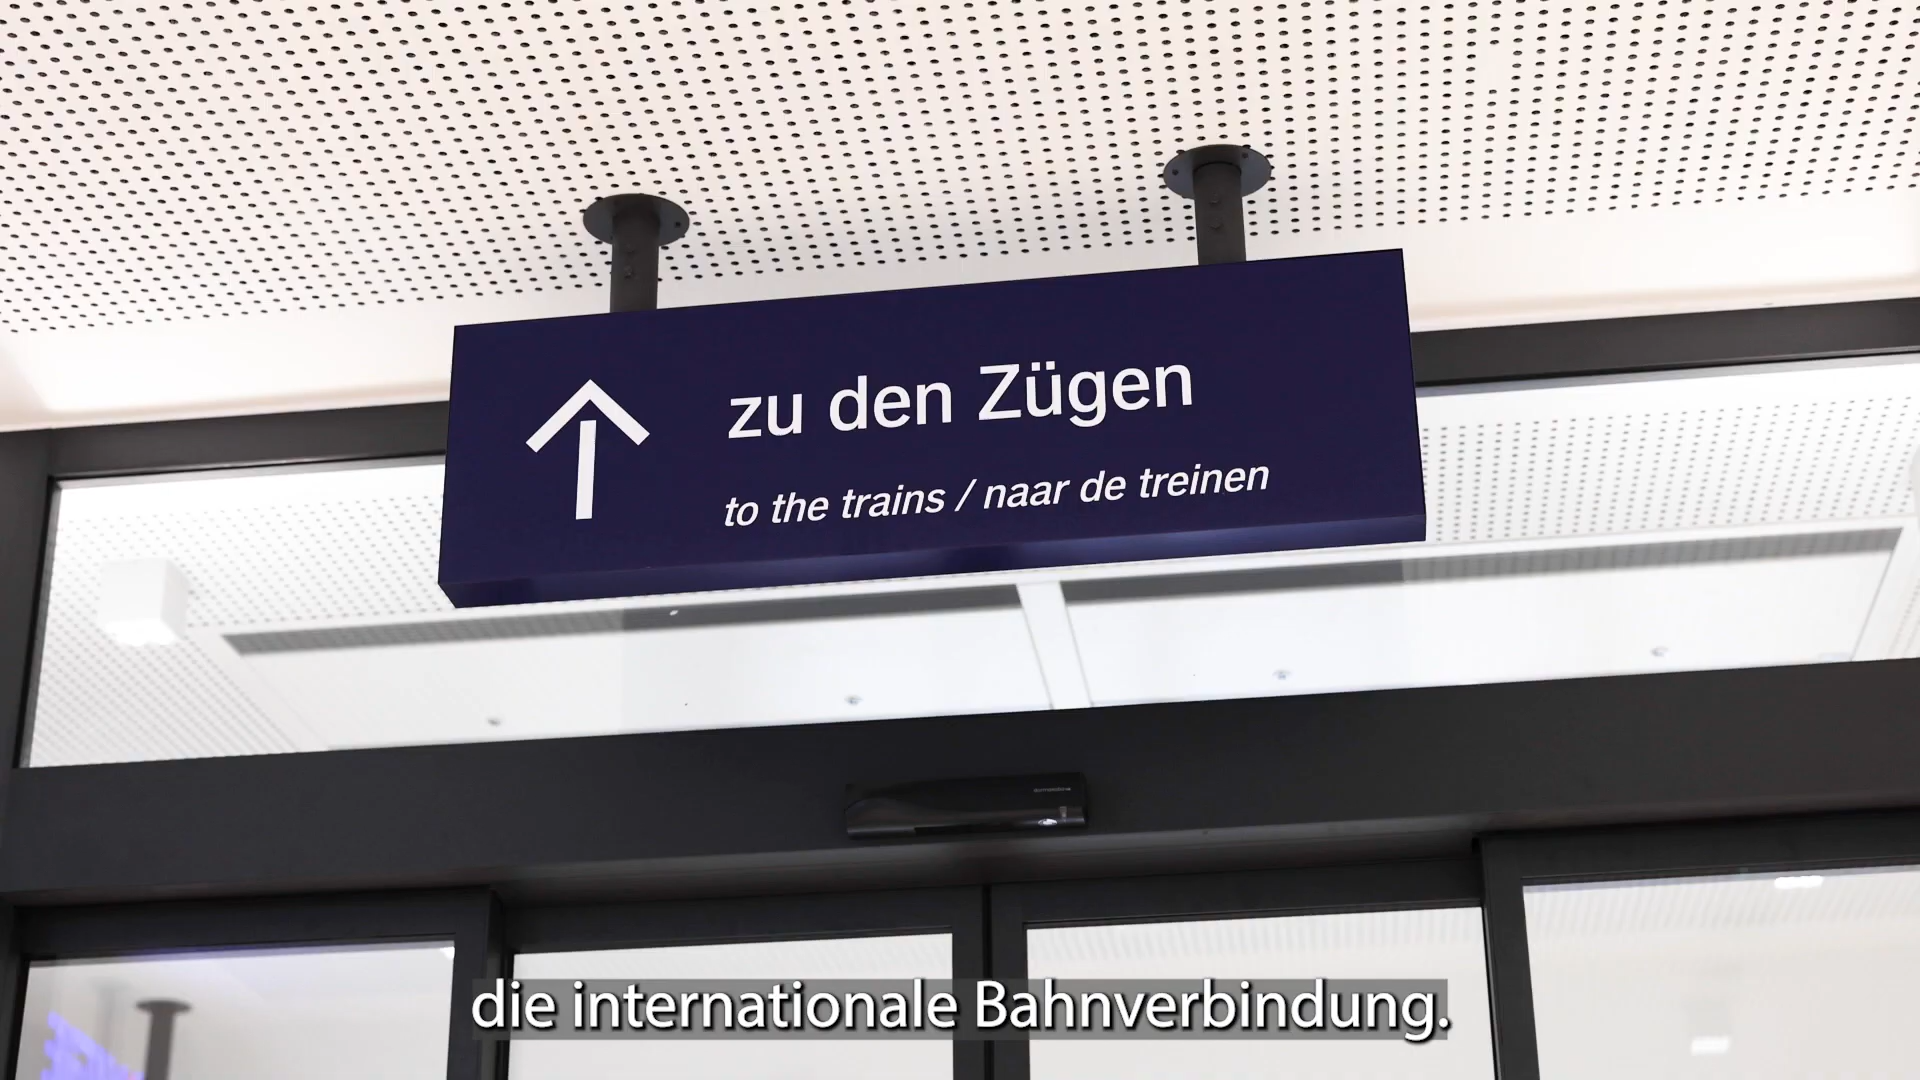 zu den Zügen
to the trains / naar de treinen
die internationale Bahnverbindung.